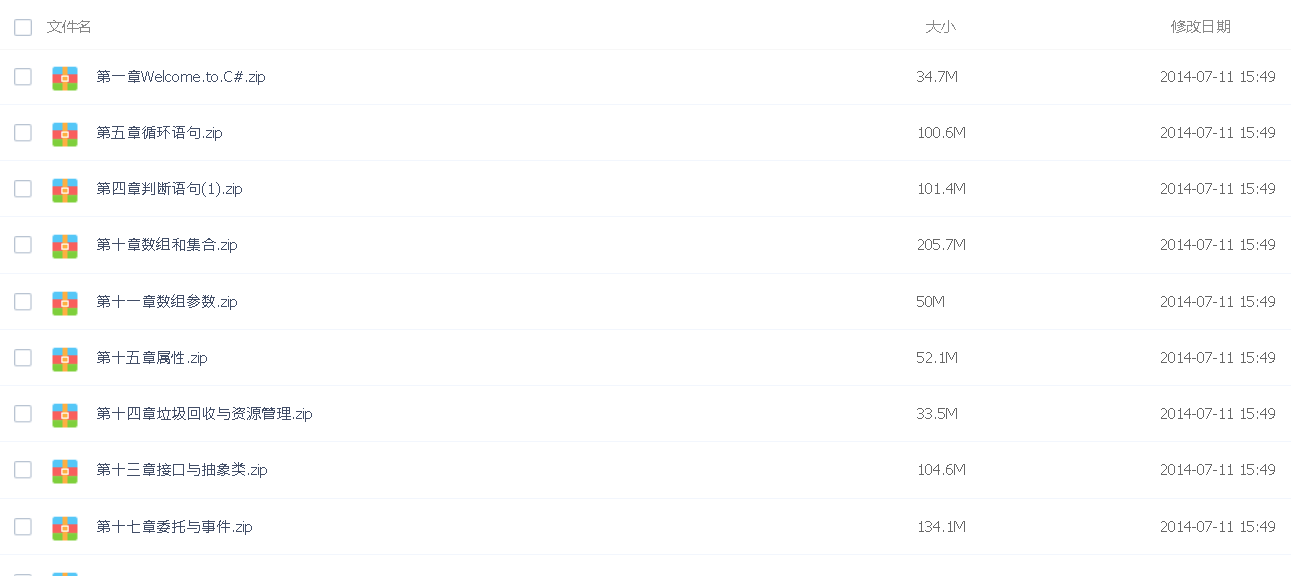 文件名 大小 修改日期
第一章Welcome.to.C#.zip 34.7M 2014-07-11 15:49
第五章循环语句.zip 100.6M 2014-07-11 15:49
第四章判断语句(1).zip 101.4M 2014-07-11 15:49
第十章数组和集合.zip 205.7M 2014-07-11 15:49
第十一章数组参数.zip 50M 2014-07-11 15:49
第十五章属性.zip 52.1M 2014-07-11 15:49
第十四章垃圾回收与资源管理.zip 33.5M 2014-07-11 15:49
第十三章接口与抽象类.zip 104.6M 2014-07-11 15:49
第十七章委托与事件.zip 134.1M 2014-07-11 15:49